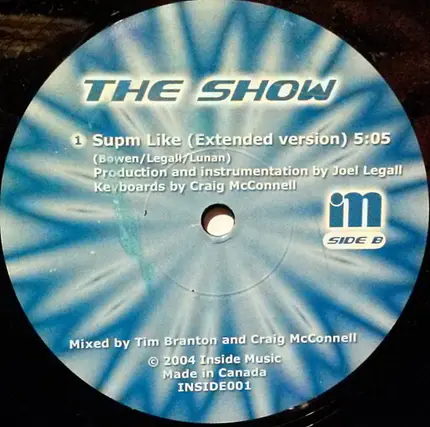 THE SHOW
1 Supm Like (Extended version) 5:05
(Bowen/Legall/Lunan)
Production and instrumentation by Joel Legall
Keyboards by Craig McConnell
im
SIDE B
Mixed by Tim Branton and Craig McConnell
© 2004 Inside Music
Made in Canada
INSIDE001